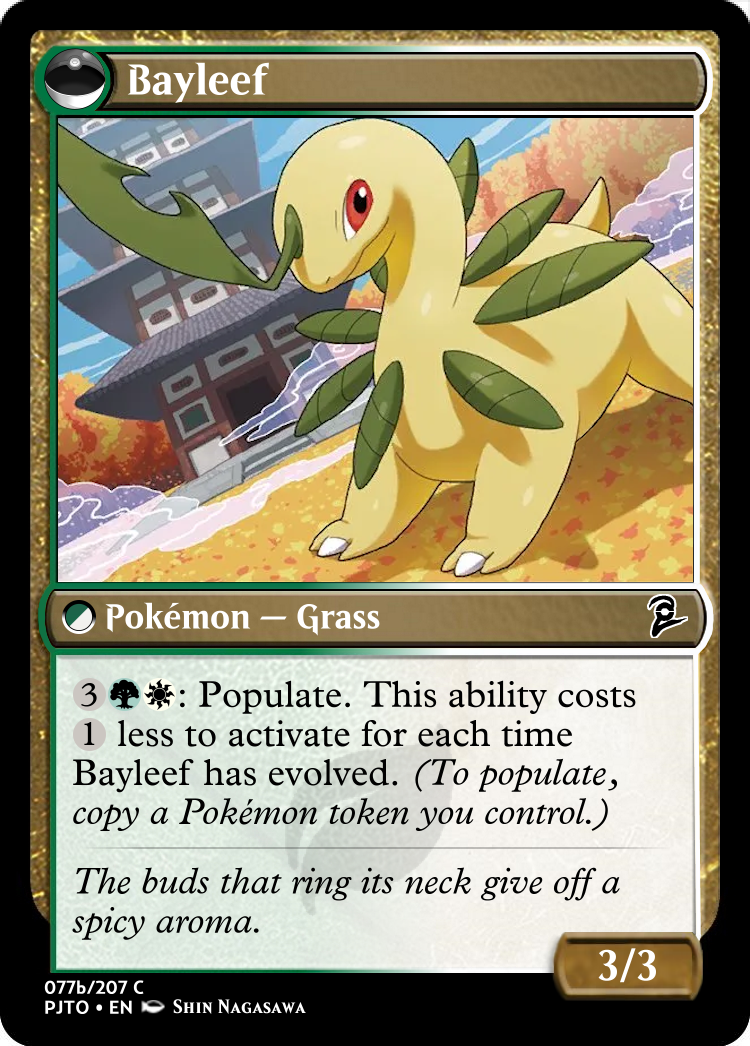 Bayleef
Pokémon — Grass
3: Populate. This ability costs
1 less to activate for each time
Bayleef has evolved. (To populate,
copy a Pokémon token you control.)
The buds that ring its neck give off a
spicy aroma.
3/3
077b/207 C
PJTO • EN Shin Nagasawa